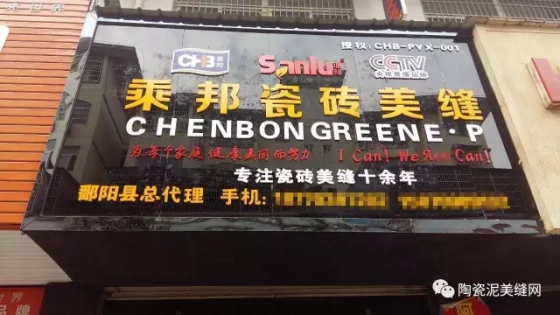 授权：CHB-PYX-001
CHB Sanlu CCTV
乘邦瓷砖美缝
CHENBONGREENE·P
为每个家庭健康美丽而努力 I Can! We Are Can!
专注瓷砖美缝十余年
鄱阳县总代理 手机：
陶瓷泥美缝网